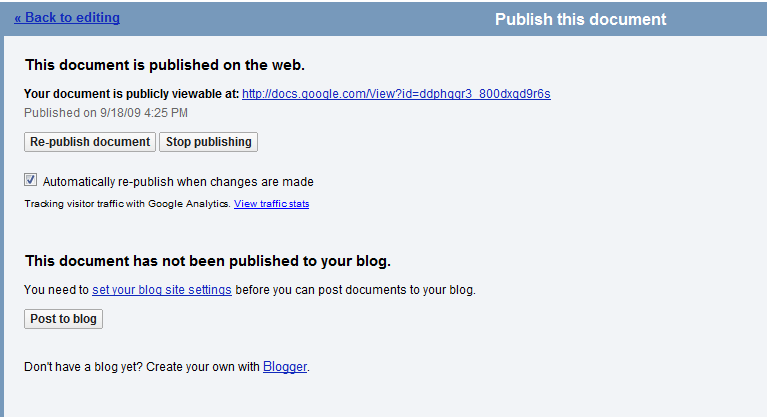 « Back to editing
Publish this document
This document is published on the web.
Your document is publicly viewable at: http://docs.google.com/View?id=ddphqgr3_800dxqd9r6s
Published on 9/18/09 4:25 PM
Re-publish document Stop publishing
Automatically re-publish when changes are made
Tracking visitor traffic with Google Analytics. View traffic stats
This document has not been published to your blog.
You need to set your blog site settings before you can post documents to your blog.
Post to blog
Don't have a blog yet? Create your own with Blogger.